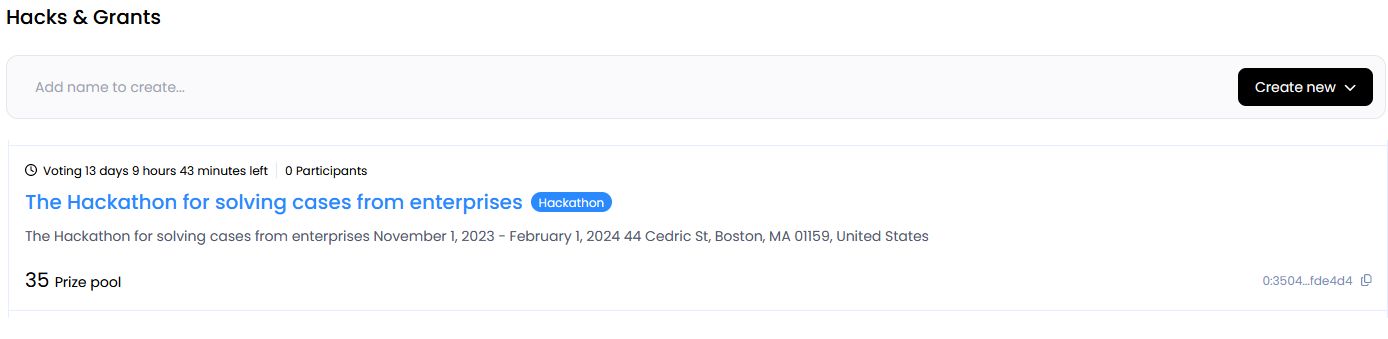 Hacks & Grants
Add name to create...
Create new
Voting 13 days 9 hours 43 minutes left 0 Participants
The Hackathon for solving cases from enterprises Hackathon
The Hackathon for solving cases from enterprises November 1, 2023 - February 1, 2024 44 Cedric St, Boston, MA 01159, United States
35 Prize pool
0:3504...fde4d4